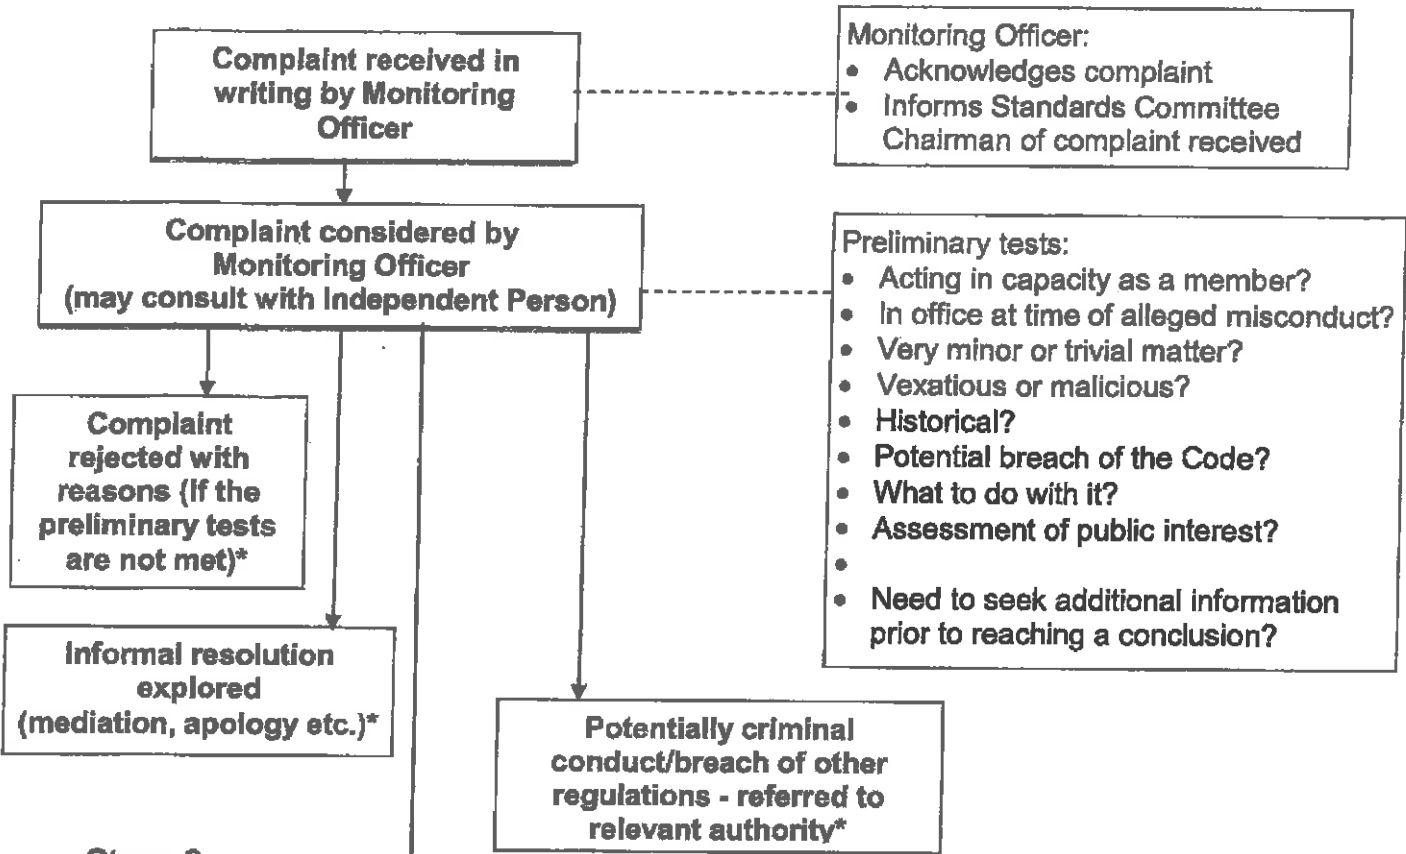 Complaint received in
writing by Monitoring
Officer
Monitoring Officer:
• Acknowledges complaint
• Informs Standards Committee
Chairman of complaint received
Complaint considered by
Monitoring Officer
(may consult with Independent Person)
Preliminary tests:
• Acting in capacity as a member?
• In office at time of alleged misconduct?
• Very minor or trivial matter?
• Vexatious or malicious?
• Historical?
• Potential breach of the Code?
• What to do with it?
• Assessment of public interest?
•
• Need to seek additional information
prior to reaching a conclusion?
Complaint
rejected with
reasons (If the
preliminary tests
are not met)*
Informal resolution
explored
(mediation, apology etc.)*
Potentially criminal
conduct/breach of other
regulations - referred to
relevant authority*